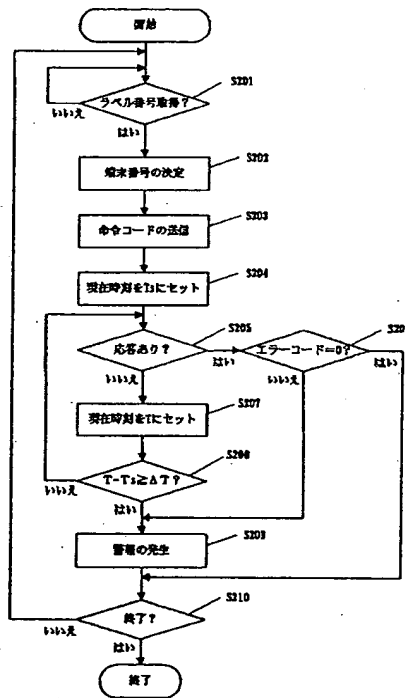 開始
S201
ラベル番号取得？
いいえ
はい
S202
端末番号の決定
S203
命令コードの送信
S204
現在時刻をTsにセット
S205
応答あり？
はい
いいえ
S20
エラーコード=0？
はい
いいえ
S207
現在時刻をTにセット
S208
T-Ts≧ΔT？
いいえ
はい
S209
警報の発生
S210
終了？
いいえ
はい
終了